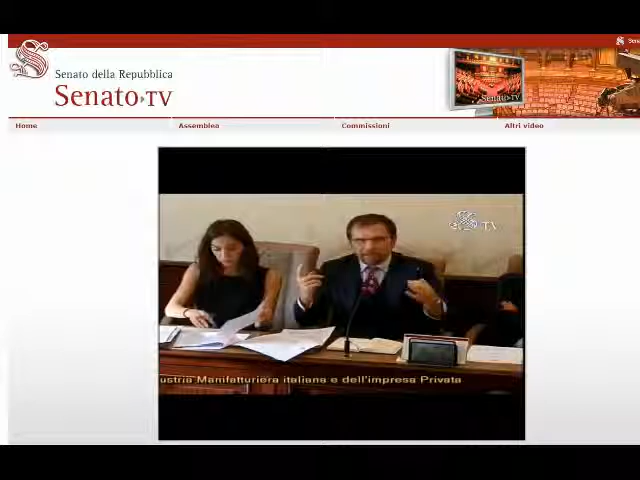 Senato della Repubblica
Senato TV
Senato TV
Home
Assemblea
Commissioni
Altri video
TV
ustria Manifatturiera italiana e dell'impresa Privata